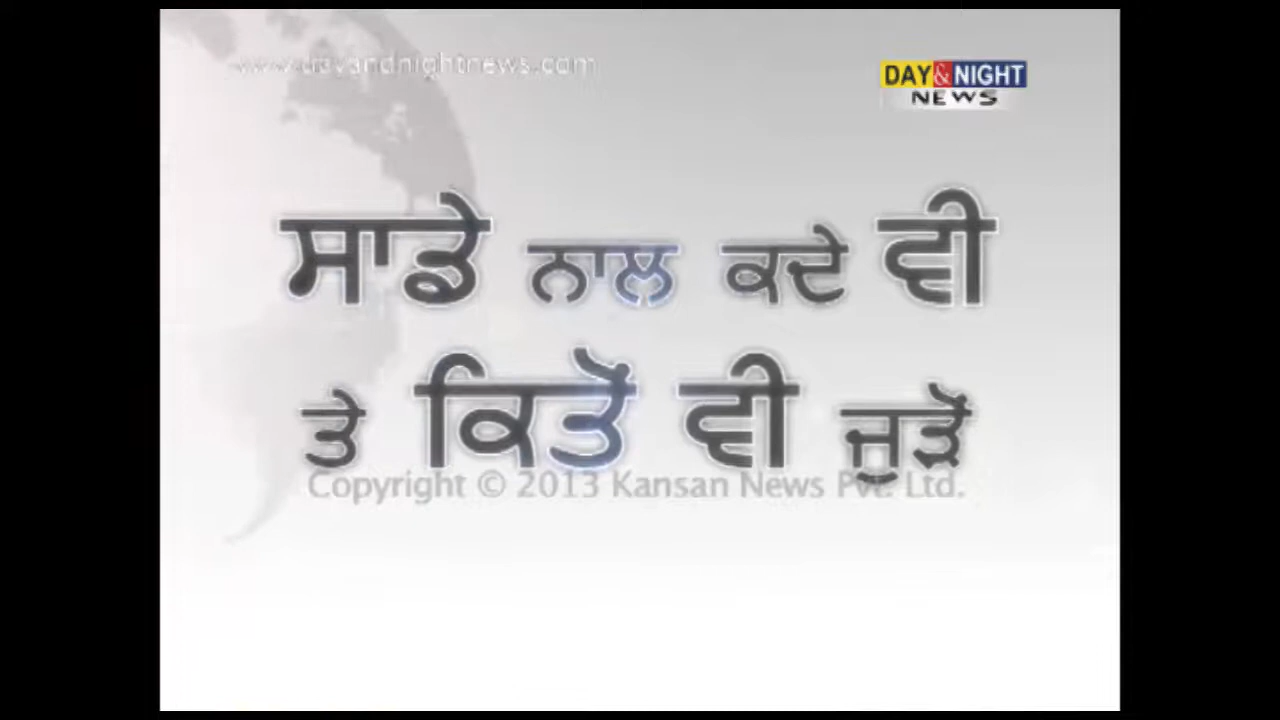 www.dayandnightnews.com
DAY&NIGHT
NEWS
ਸਾਡੇ ਨਾਲ ਕਦੇ ਵੀ
ਤੇ ਕਿਤੋਂ ਵੀ ਜੁੜੋਂ
Copyright © 2013 Kansan News Pvt. Ltd.